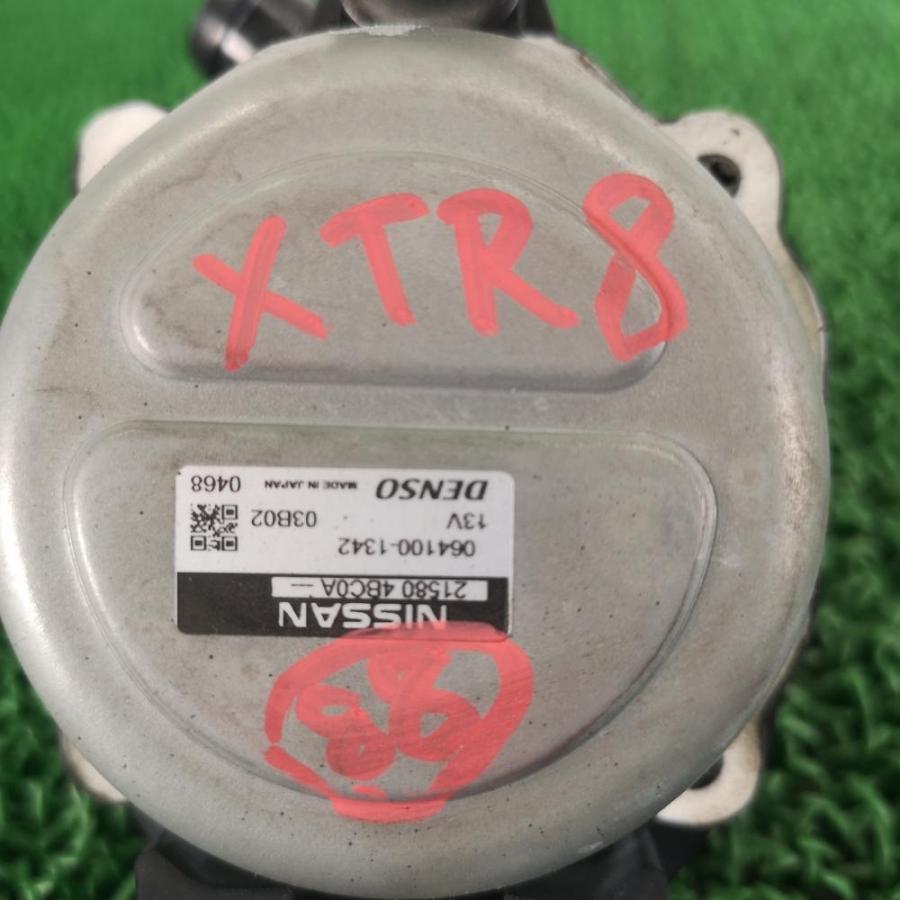 XTR8
NISSAN
21580 4BC0A —
064100-1342
13V 03B02
DENSO MADE IN JAPAN 0468